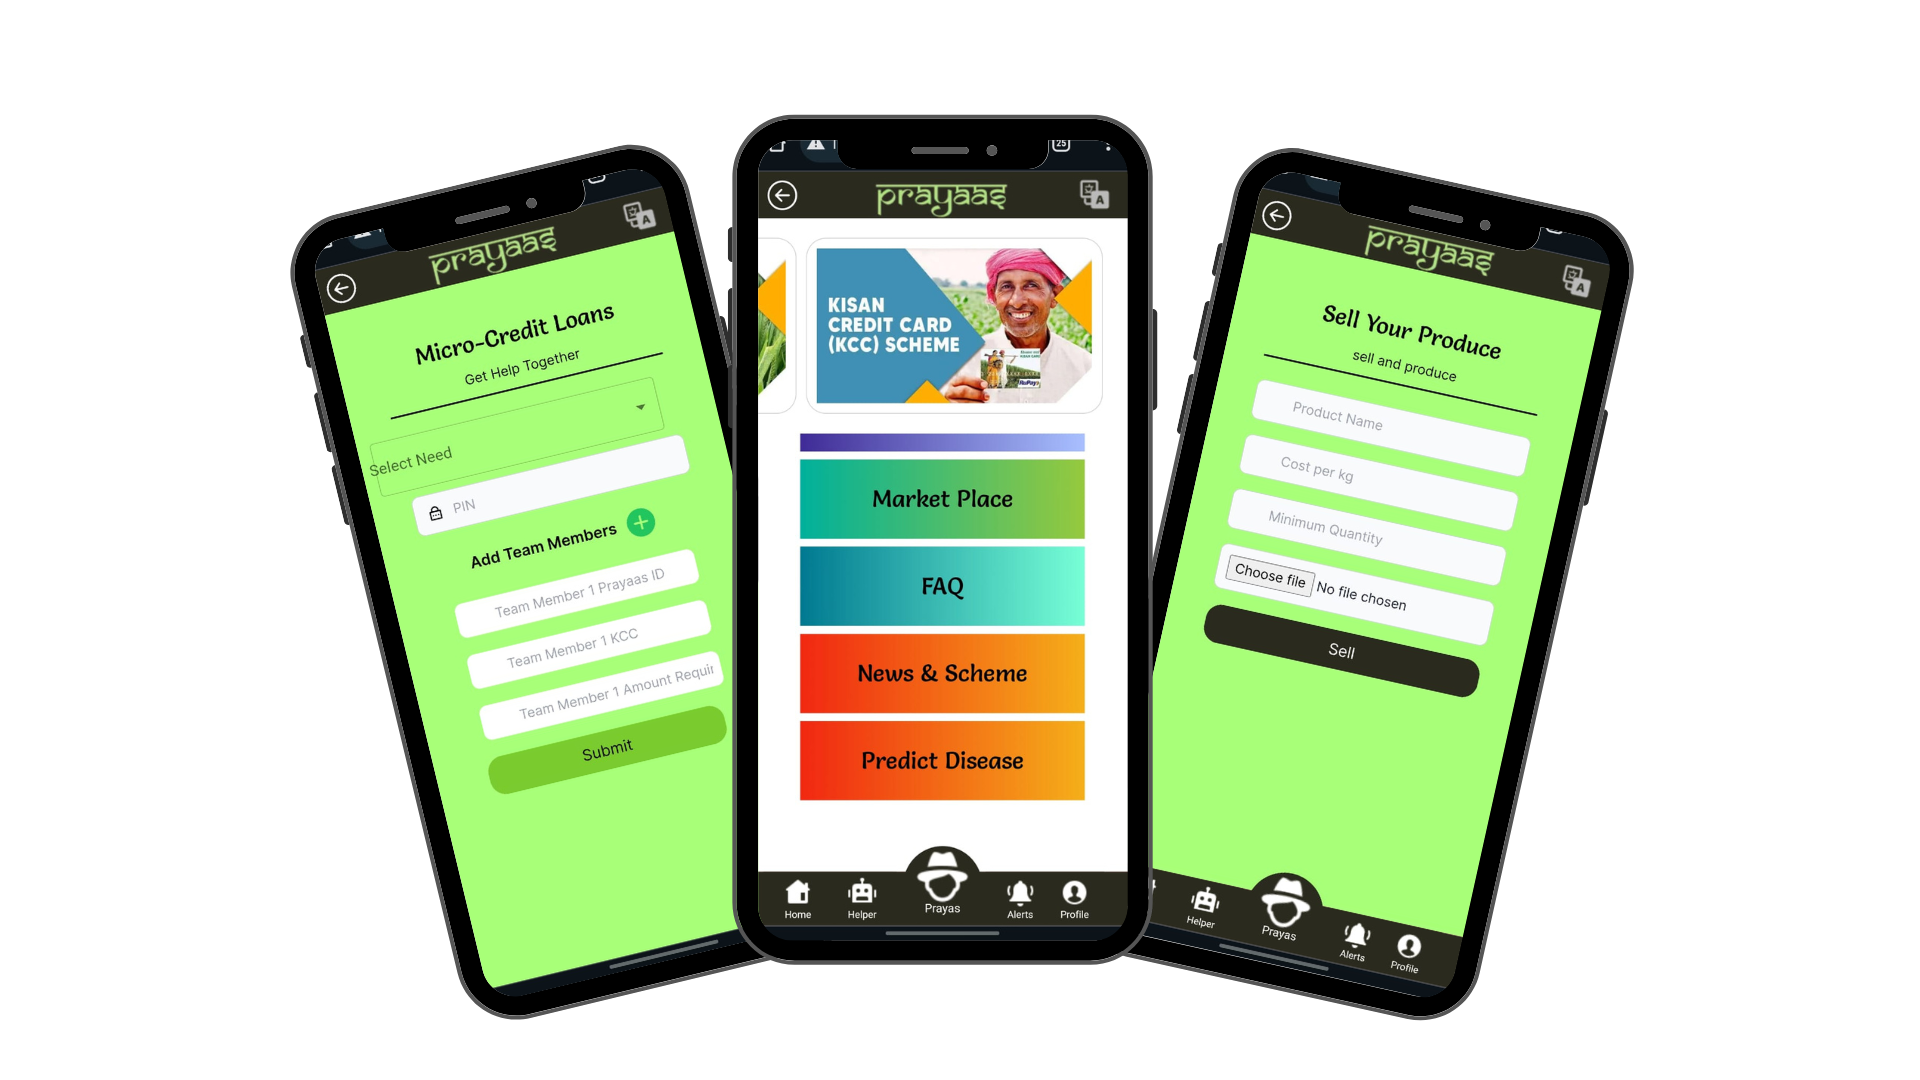 prayaas
A
Micro-Credit Loans
Get Help Together
Select Need
PIN
Add Team Members
Team Member 1 Prayaas ID
Team Member 1 KCC
Team Member 1 Amount Requir
Submit
25
prayaas
A
KISAN
CREDIT CARD
(KCC) SCHEME
RuPay
Market Place
FAQ
News & Scheme
Predict Disease
Home
Helper
Prayas
Alerts
Profile
prayaas
A
Sell Your Produce
sell and produce
Product Name
Cost per kg
Minimum Quantity
Choose file No file chosen
Sell
Helper
Prayas
Alerts
Profile